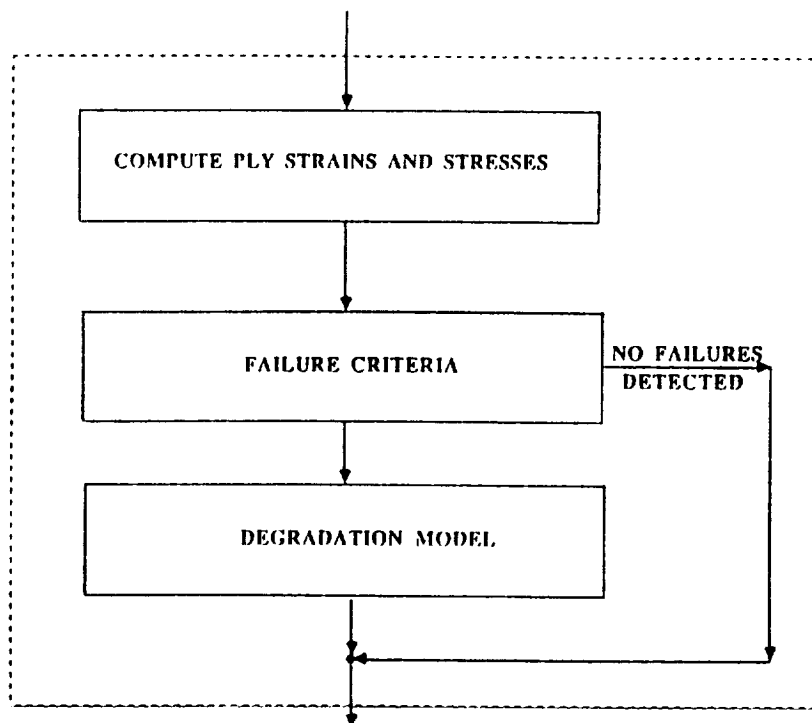 COMPUTE PLY STRAINS AND STRESSES
FAILURE CRITERIA
NO FAILURES
DETECTED
DEGRADATION MODEL